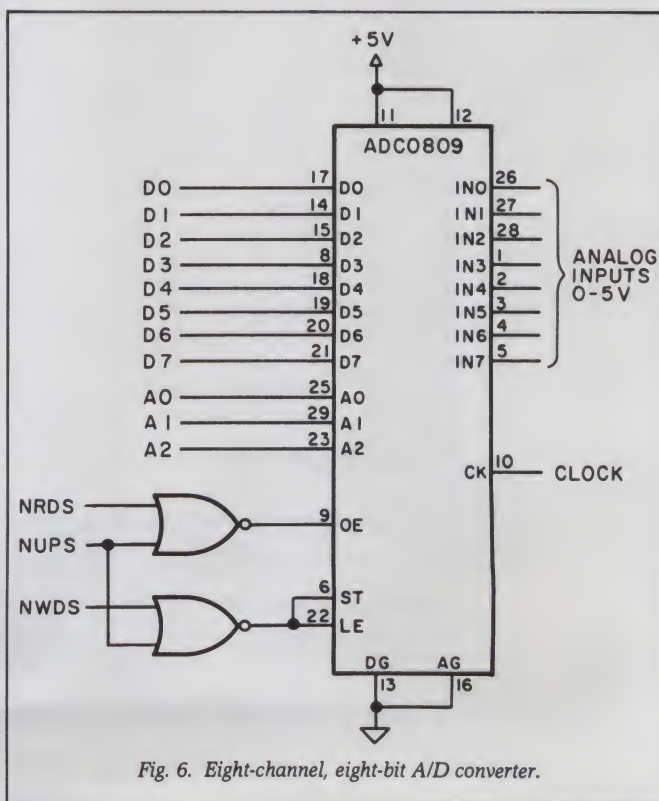 +5V
11 12
ADC0809
D0 17 D0 IN0 26
D1 14 D1 IN1 27
D2 15 D2 IN2 28
D3 8 D3 IN3 1
D4 18 D4 IN4 2
D5 19 D5 IN5 3
D6 20 D6 IN6 4
D7 21 D7 IN7 5
ANALOG
INPUTS
0-5V
A0 25 A0
A1 29 A1
A2 23 A2
CK 10 CLOCK
NRDS
NUPS
9 OE
NWDS
6 ST
22 LE
DG AG
13 16
Fig. 6. Eight-channel, eight-bit A/D converter.